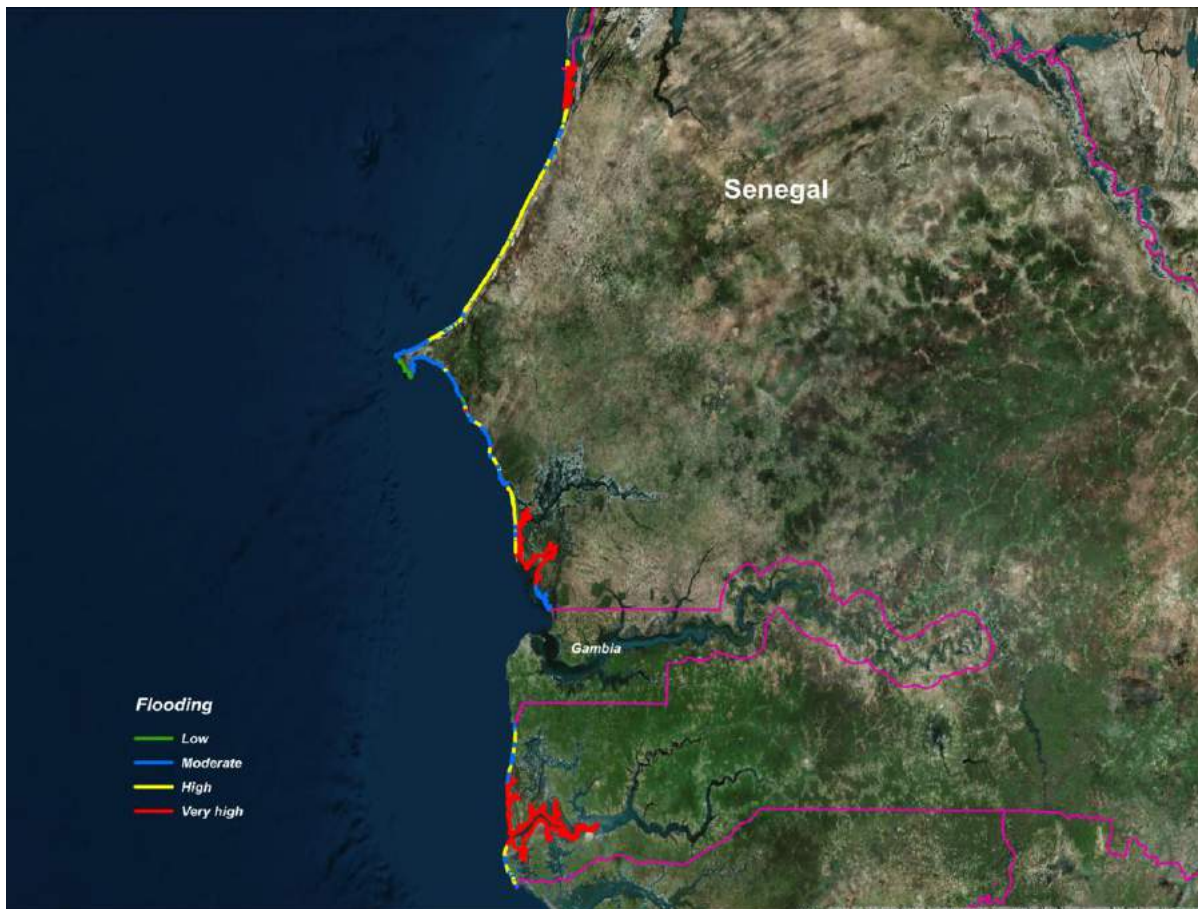 Senegal
Gambia
Flooding
Low
Moderate
High
Very high